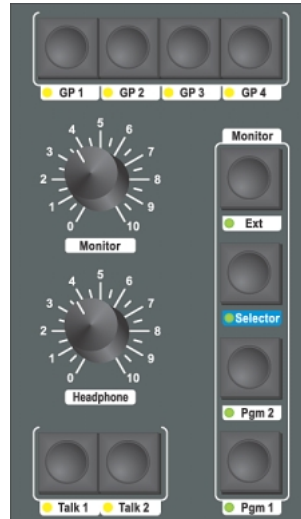 GP 1 GP 2 GP 3 GP 4
Monitor
0 1 2 3 4 5 6 7 8 9 10
Monitor
Ext
Selector
0 1 2 3 4 5 6 7 8 9 10
Headphone
Pgm 2
Talk 1 Talk 2
Pgm 1